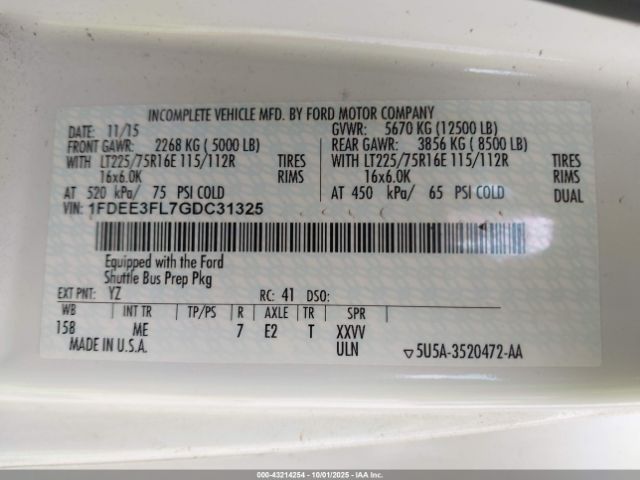 INCOMPLETE VEHICLE MFD. BY FORD MOTOR COMPANY
DATE: 11/15 GVWR: 5670 KG (12500 LB)
FRONT GAWR: 2268 KG (5000 LB) REAR GAWR: 3856 KG (8500 LB)
WITH LT225/75R16E 115/112R TIRES WITH LT225/75R16E 115/112R TIRES
16x6.0K RIMS 16x6.0K RIMS
AT 520 kPa/ 75 PSI COLD AT 450 kPa/ 65 PSI COLD DUAL
VIN: 1FDEE3FL7GDC31325
Equipped with the Ford
Shuttle Bus Prep Pkg
EXT PNT: YZ RC: 41 DSO:
WB INT TR TP/PS R AXLE TR SPR
158 ME 7 E2 T XXVV
MADE IN U.S.A. ULN ▽5U5A-3520472-AA
000-43214254 | 10/01/2025 | IAA Inc.